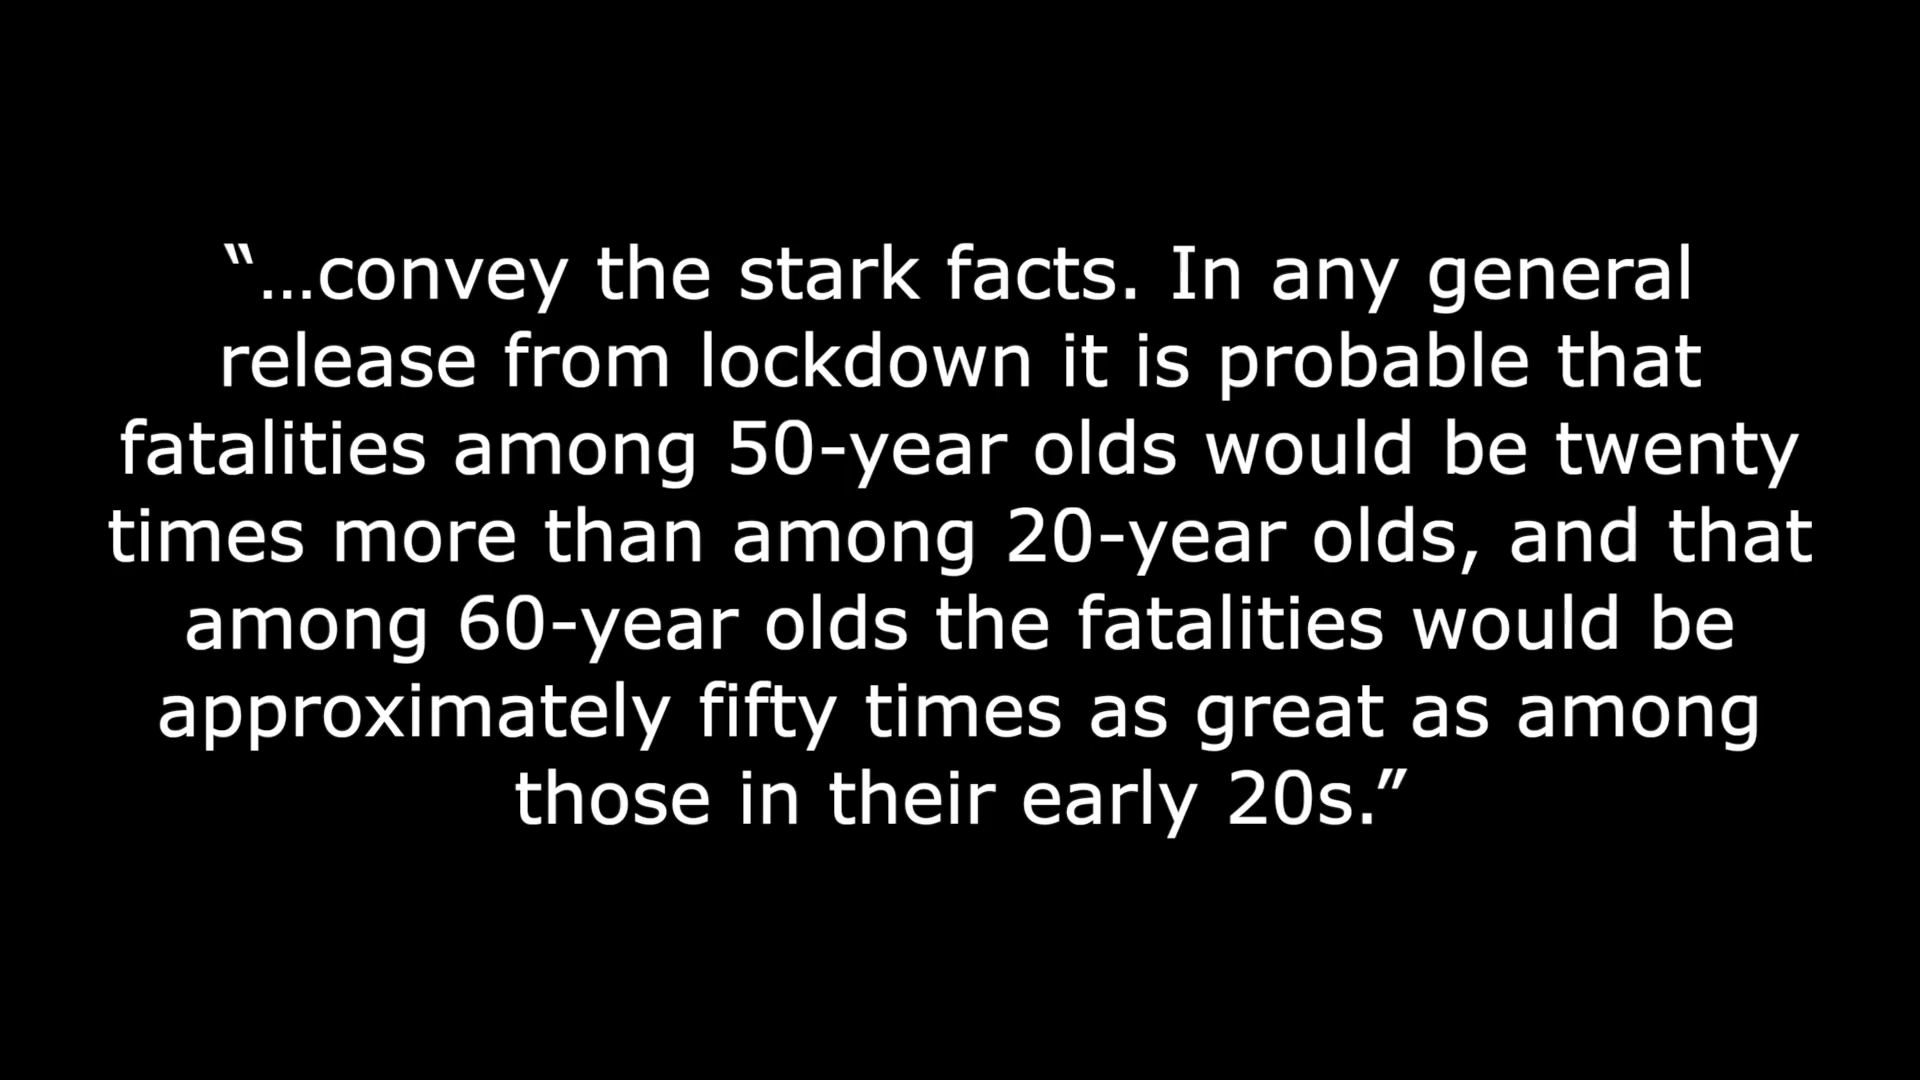 “…convey the stark facts. In any general
release from lockdown it is probable that
fatalities among 50-year olds would be twenty
times more than among 20-year olds, and that
among 60-year olds the fatalities would be
approximately fifty times as great as among
those in their early 20s.”